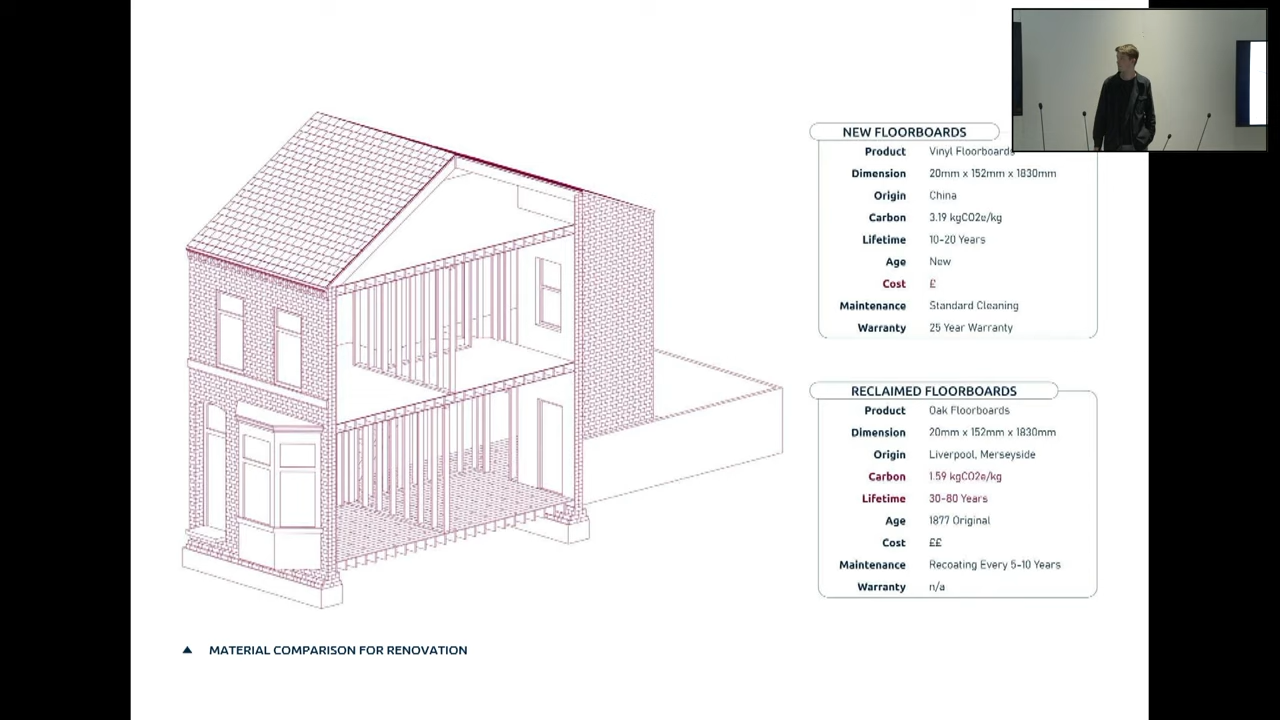 NEW FLOORBOARDS
Product Vinyl Floorboards
Dimension 20mm x 152mm x 1830mm
Origin China
Carbon 3.19 kgCO2e/kg
Lifetime 10-20 Years
Age New
Cost £
Maintenance Standard Cleaning
Warranty 25 Year Warranty
RECLAIMED FLOORBOARDS
Product Oak Floorboards
Dimension 20mm x 152mm x 1830mm
Origin Liverpool, Merseyside
Carbon 1.59 kgCO2e/kg
Lifetime 30-80 Years
Age 1877 Original
Cost ££
Maintenance Recoating Every 5-10 Years
Warranty n/a
MATERIAL COMPARISON FOR RENOVATION